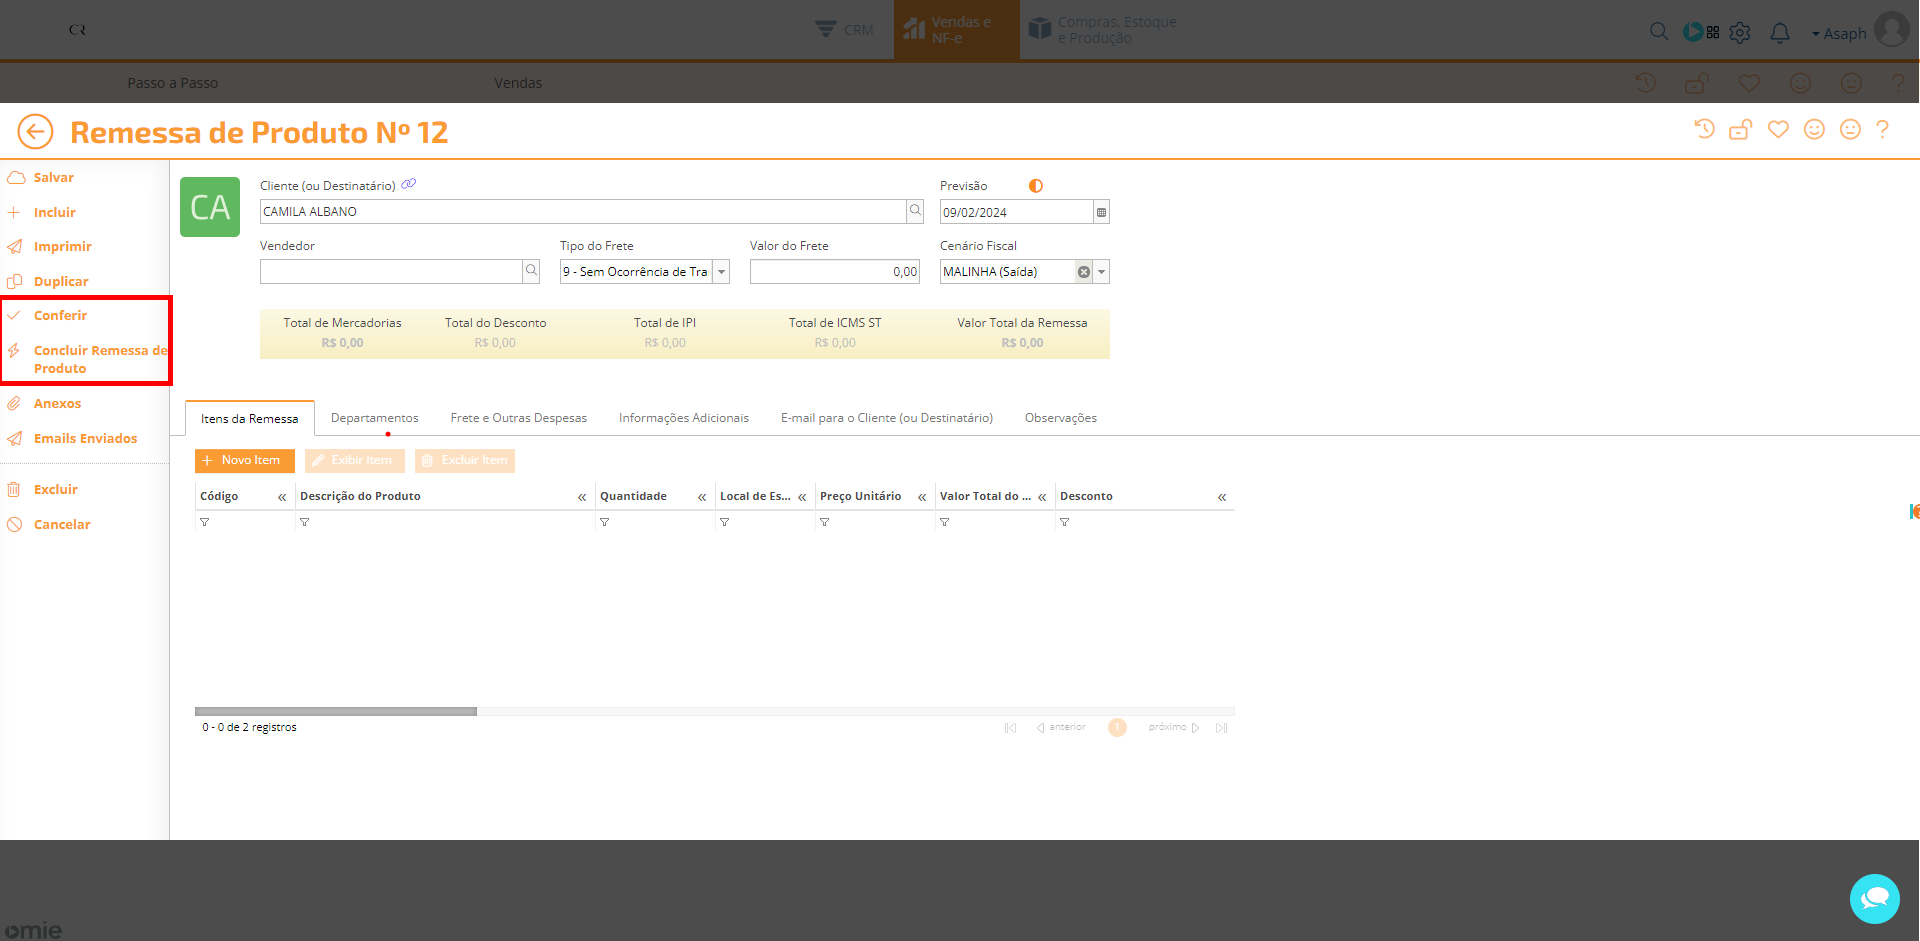 CR
CRM
Vendas e
NF-e
Compras, Estoque
e Produção
Asaph
Passo a Passo
Vendas
Remessa de Produto Nº 12
Salvar
Incluir
Imprimir
Duplicar
Conferir
Concluir Remessa de
Produto
Anexos
Emails Enviados
Excluir
Cancelar
CA
Cliente (ou Destinatário)
CAMILA ALBANO
Previsão
09/02/2024
Vendedor
Tipo do Frete
9 - Sem Ocorrência de Tra
Valor do Frete
0,00
Cenário Fiscal
MALINHA (Saída)
Total de Mercadorias
R$ 0,00
Total do Desconto
R$ 0,00
Total de IPI
R$ 0,00
Total de ICMS ST
R$ 0,00
Valor Total da Remessa
R$ 0,00
Itens da Remessa
Departamentos
Frete e Outras Despesas
Informações Adicionais
E-mail para o Cliente (ou Destinatário)
Observações
Novo Item
Exibir Item
Excluir Item
Código
Descrição do Produto
Quantidade
Local de Es...
Preço Unitário
Valor Total do ...
Desconto
0 - 0 de 2 registros
anterior
1
próximo
omie